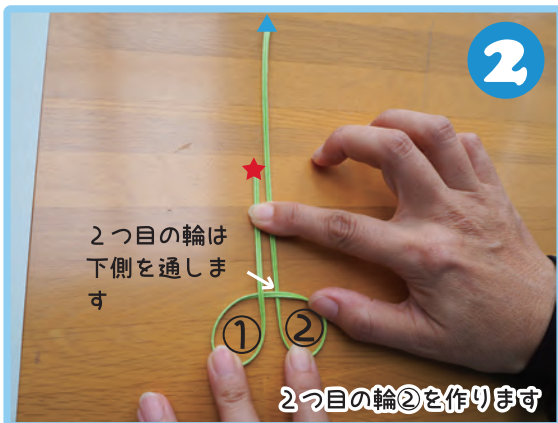 2
２つ目の輪は
下側を通しま
す
① ②
２つ目の輪②を作ります